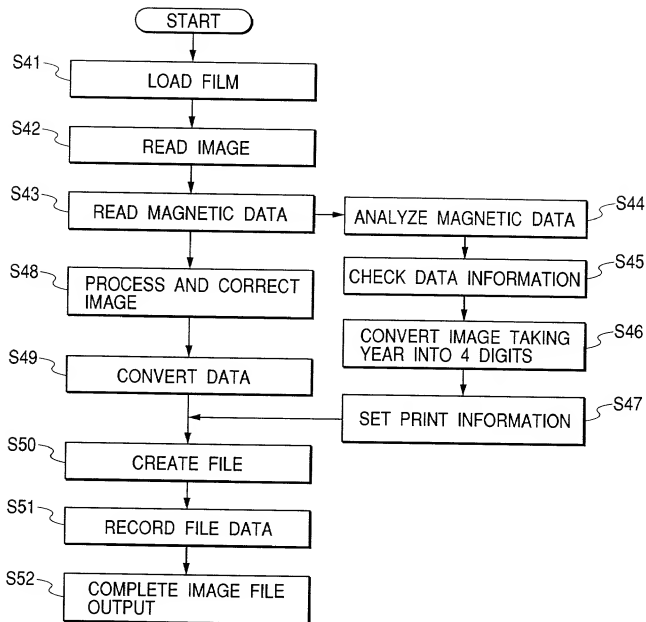 START
S41
LOAD FILM
S42
READ IMAGE
S43
READ MAGNETIC DATA
S44
ANALYZE MAGNETIC DATA
S45
CHECK DATA INFORMATION
S48
PROCESS AND CORRECT
IMAGE
S46
CONVERT IMAGE TAKING
YEAR INTO 4 DIGITS
S49
CONVERT DATA
S47
SET PRINT INFORMATION
S50
CREATE FILE
S51
RECORD FILE DATA
S52
COMPLETE IMAGE FILE
OUTPUT